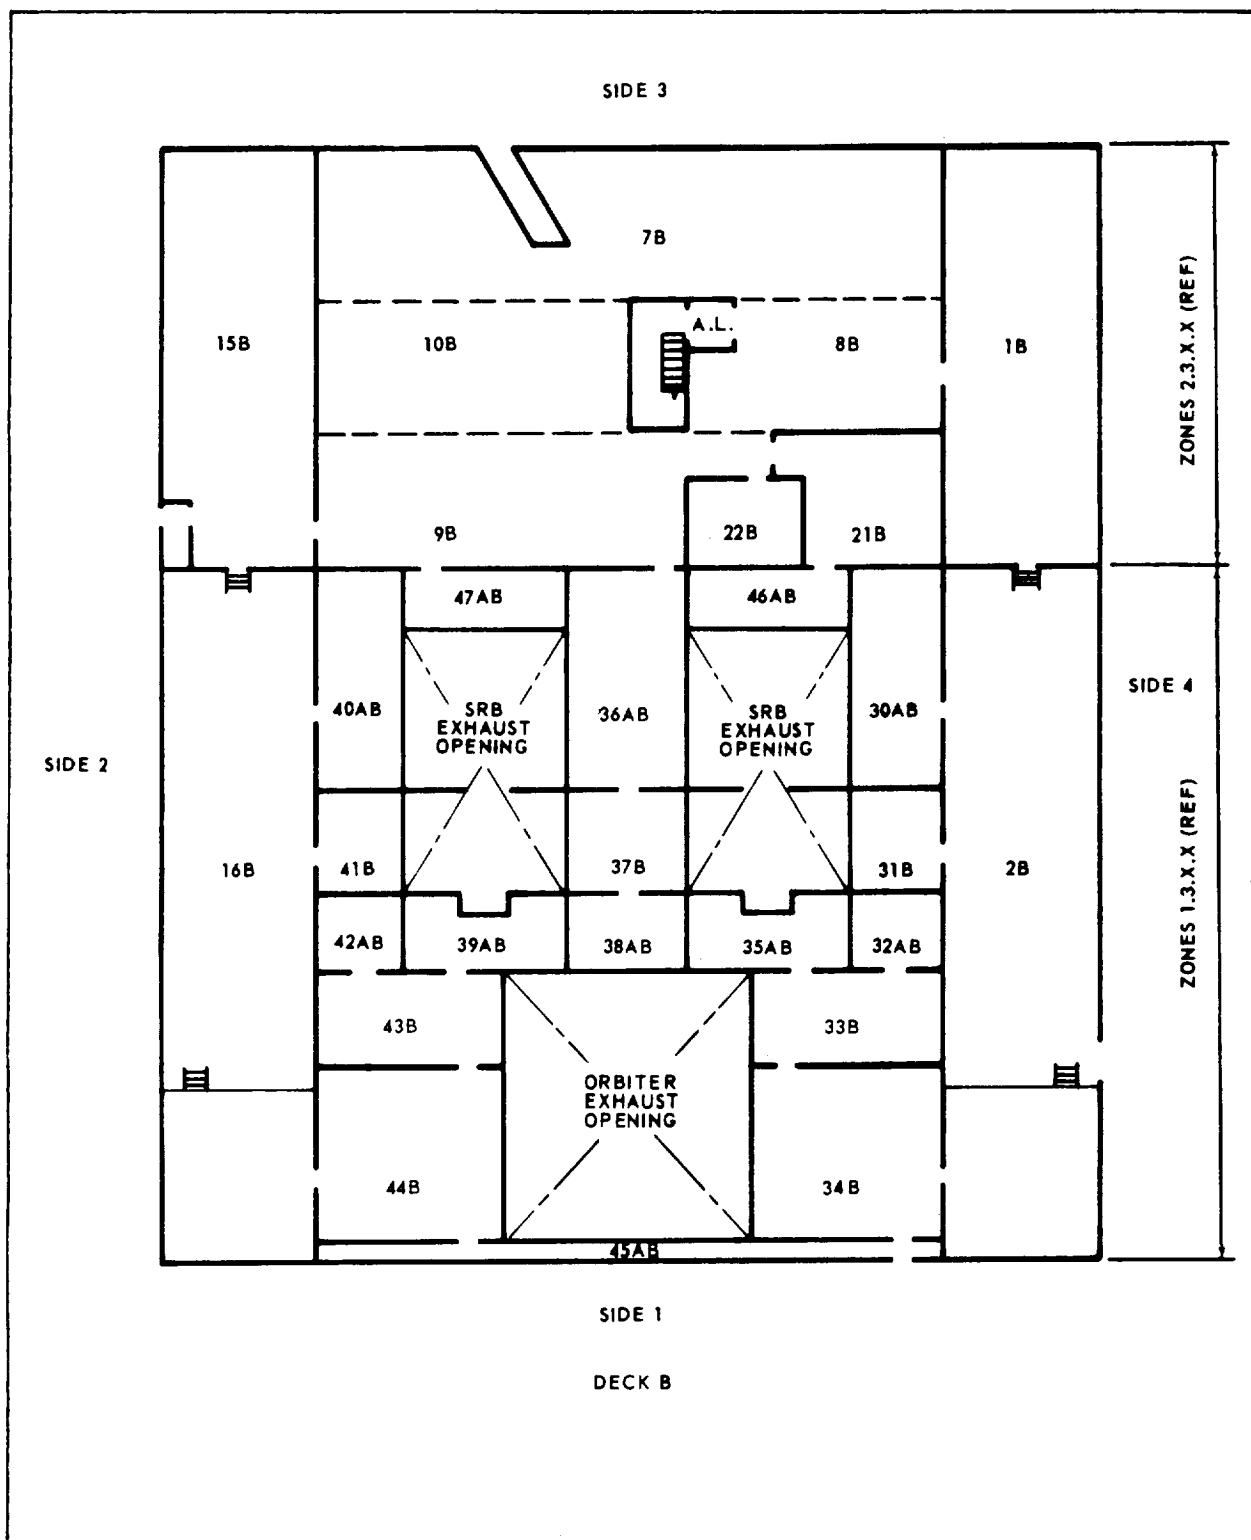 SIDE 3
7B
A.L.
15B
10B
8B
1B
ZONES 2.3.X.X (REF)
9B
22B
21B
47AB
46AB
40AB
SRB
EXHAUST
OPENING
36AB
SRB
EXHAUST
OPENING
30AB
SIDE 4
SIDE 2
16B
41B
37B
31B
2B
ZONES 1.3.X.X (REF)
42AB
39AB
38AB
35AB
32AB
43B
33B
ORBITER
EXHAUST
OPENING
44B
34B
45AB
SIDE 1
DECK B